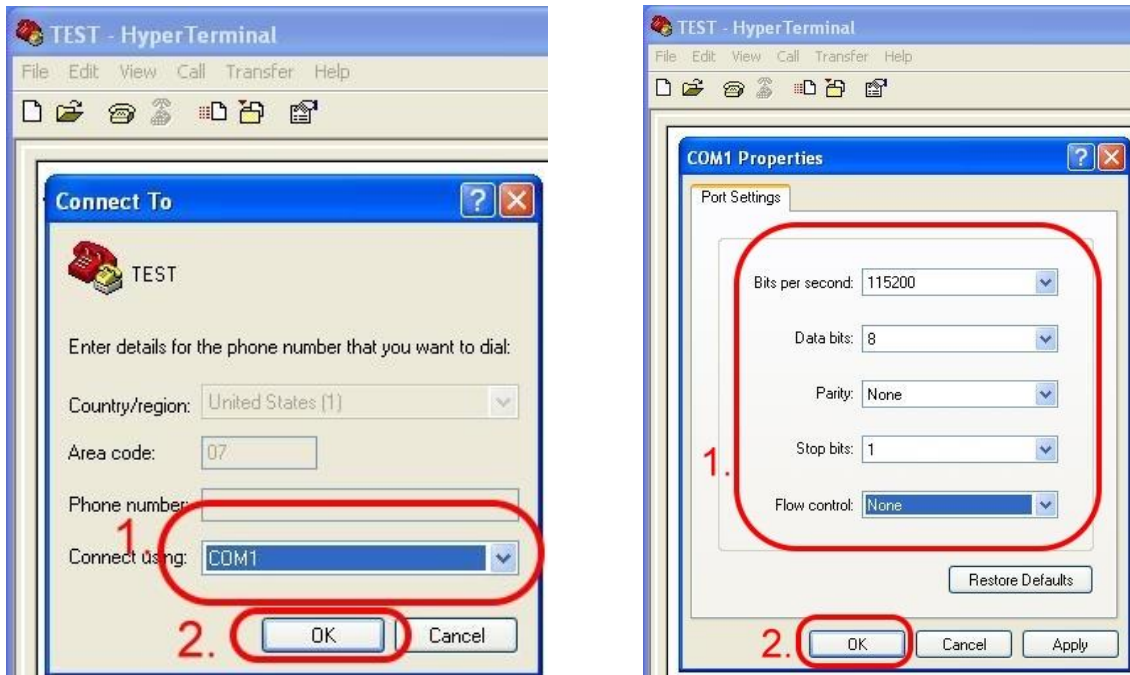 TEST - HyperTerminal
File Edit View Call Transfer Help
Connect To
TEST
Enter details for the phone number that you want to dial:
Country/region: United States (1)
Area code: 07
Phone number:
1.
Connect using: COM1
2. OK Cancel
TEST - HyperTerminal
File Edit View Call Transfer Help
COM1 Properties
Port Settings
Bits per second: 115200
Data bits: 8
Parity: None
Stop bits: 1
1.
Flow control: None
Restore Defaults
2. OK Cancel Apply